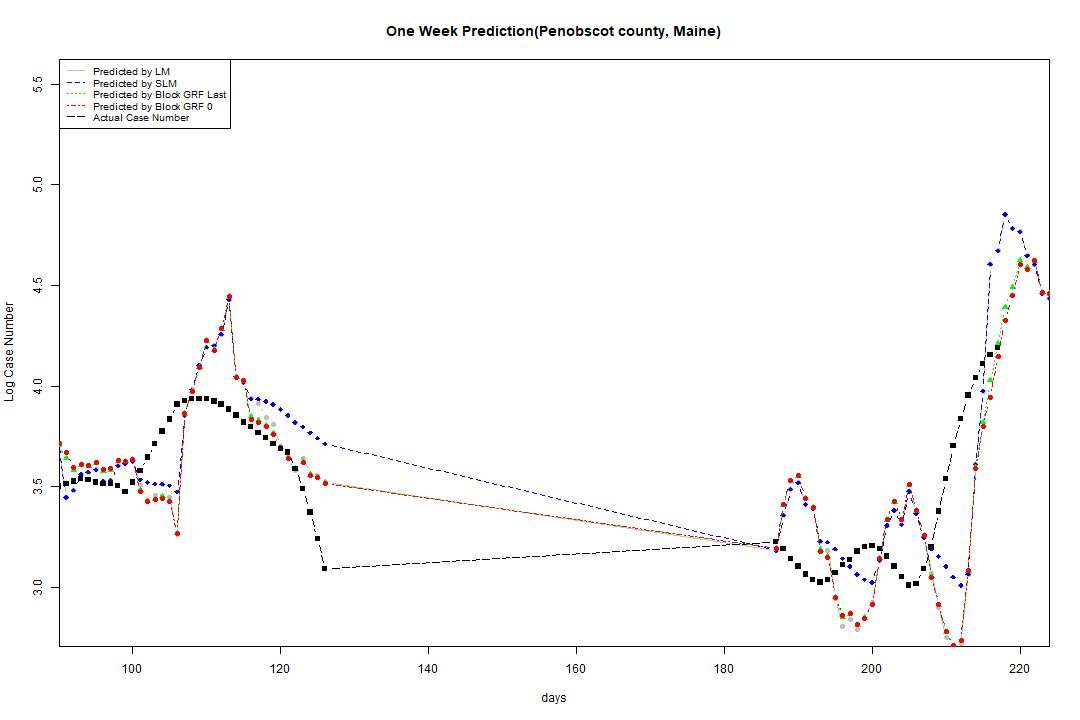 One Week Prediction(Penobscot county, Maine)
Predicted by LM
Predicted by SLM
Predicted by Block GRF Last
Predicted by Block GRF 0
Actual Case Number
5.5
5.0
4.5
4.0
3.5
3.0
Log Case Number
100 120 140 160 180 200 220
days